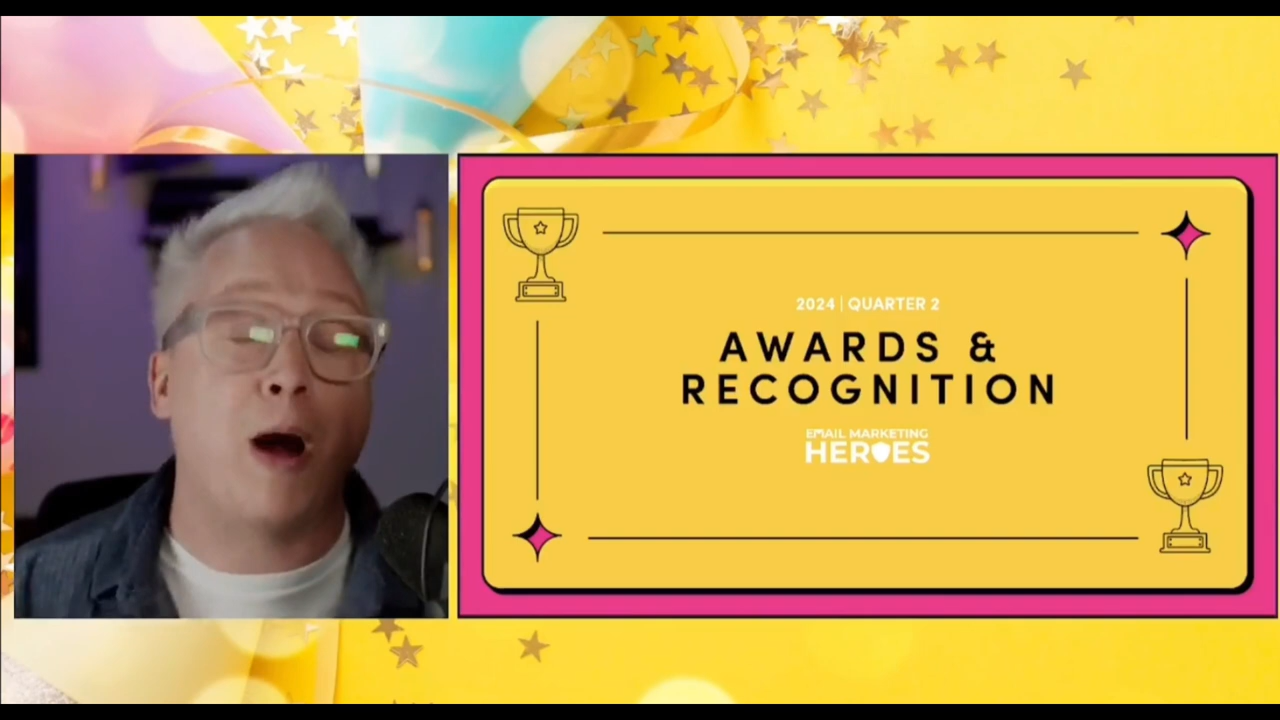 2024 | QUARTER 2
AWARDS &
RECOGNITION
EMAIL MARKETING
HEROES